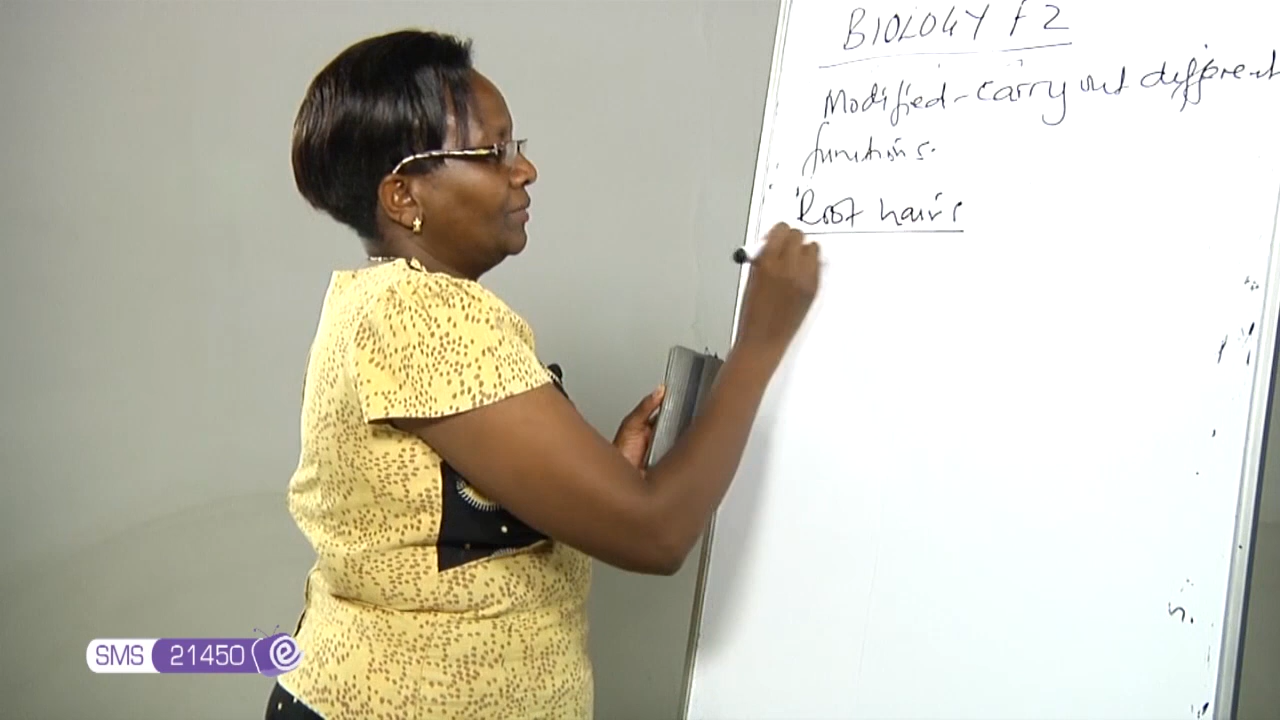 BIOLOGY F2
Modified - carry out different
functions.
Root hairs
SMS 21450 e